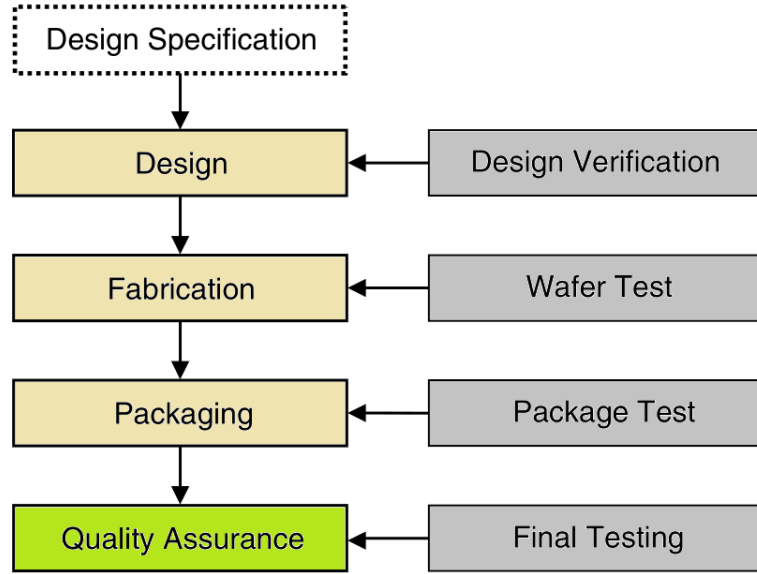 Design Specification
Design
Design Verification
Fabrication
Wafer Test
Packaging
Package Test
Quality Assurance
Final Testing